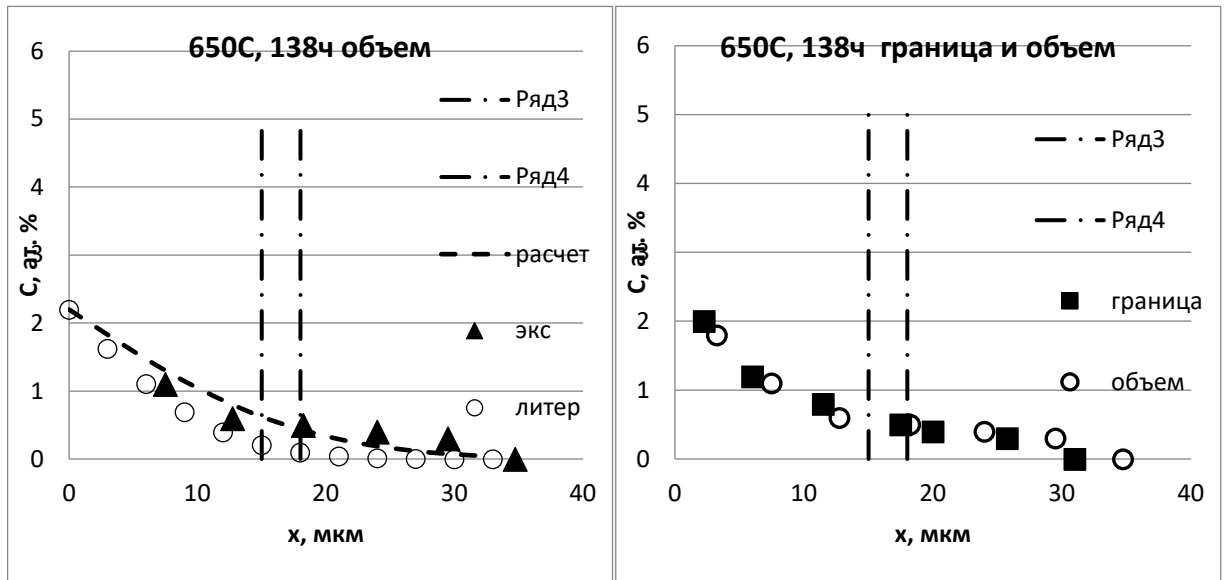 650С, 138ч объем
6
5
4
3
2
1
0
С, ат. %
0
10
20
30
40
х, мкм
Ряд3
Ряд4
расчет
экс
литер
650С, 138ч граница и объем
6
5
4
3
2
1
0
С, ат. %
0
10
20
30
40
х, мкм
Ряд3
Ряд4
граница
объем